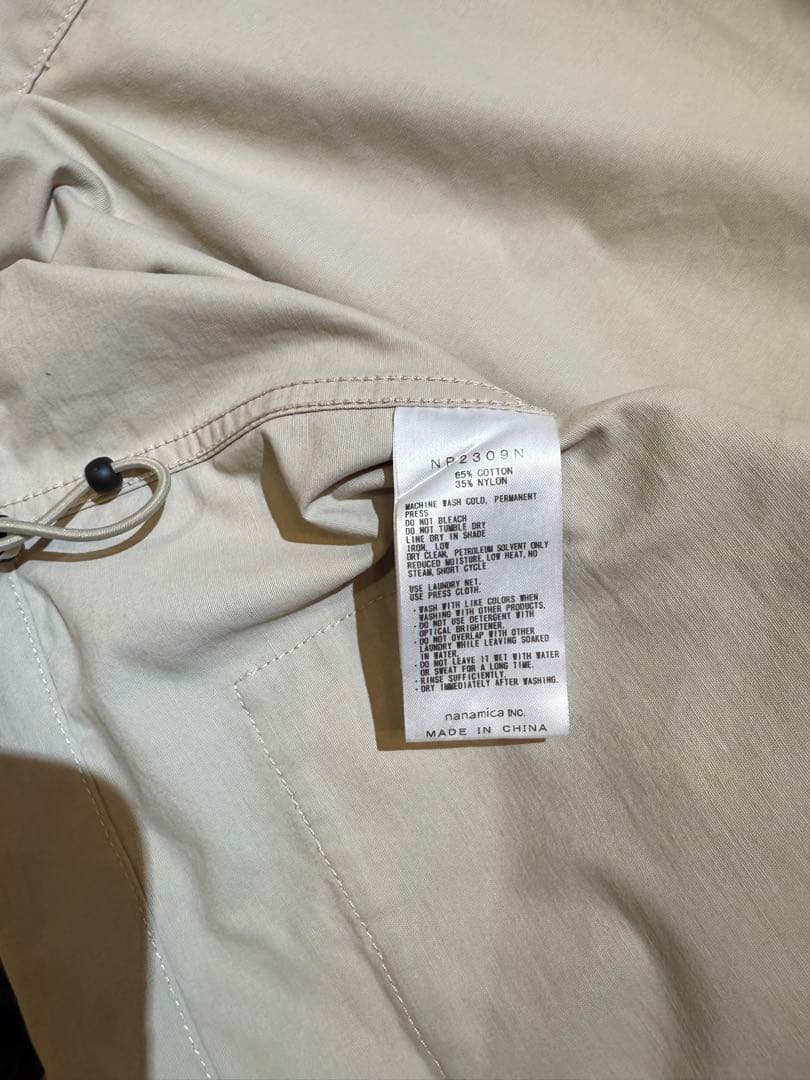 NP2309N
65% COTTON
35% NYLON
MACHINE WASH COLD, PERMANENT
PRESS
DO NOT BLEACH
DO NOT TUMBLE DRY
LINE DRY IN SHADE
IRON, LOW
DRY CLEAN, PETROLEUM SOLVENT ONLY
REDUCED MOISTURE, LOW HEAT, NO
STEAM, SHORT CYCLE
USE LAUNDRY NET.
USE PRESS CLOTH.
・WASH WITH LIKE COLORS WHEN
WASHING WITH OTHER PRODUCTS.
・DO NOT USE DETERGENT WITH
OPTICAL BRIGHTENER.
・DO NOT OVERLAP WITH OTHER
LAUNDRY WHILE LEAVING SOAKED
IN WATER.
・DO NOT LEAVE IT WET WITH WATER
OR SWEAT FOR A LONG TIME.
・RINSE SUFFICIENTLY.
・DRY IMMEDIATELY AFTER WASHING.
nanamica INC.
MADE IN CHINA